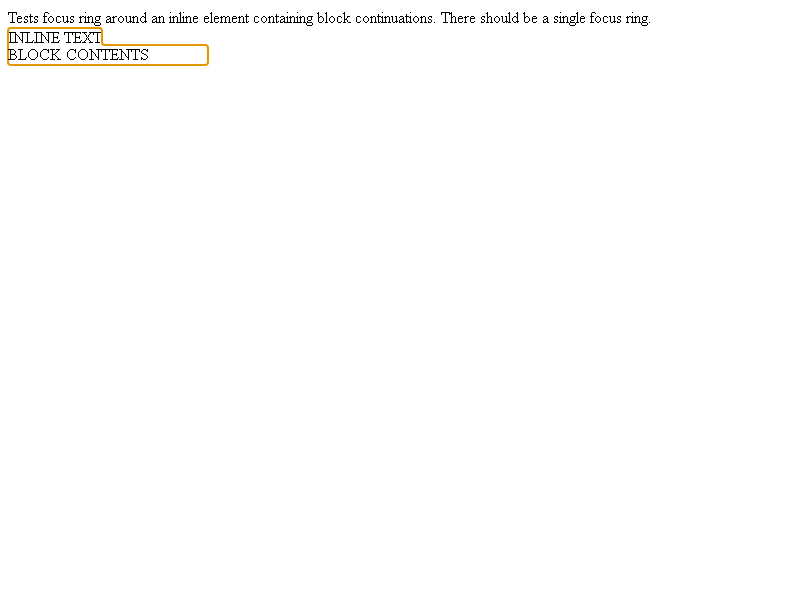 Tests focus ring around an inline element containing block continuations. There should be a single focus ring.
INLINE TEXT
BLOCK CONTENTS